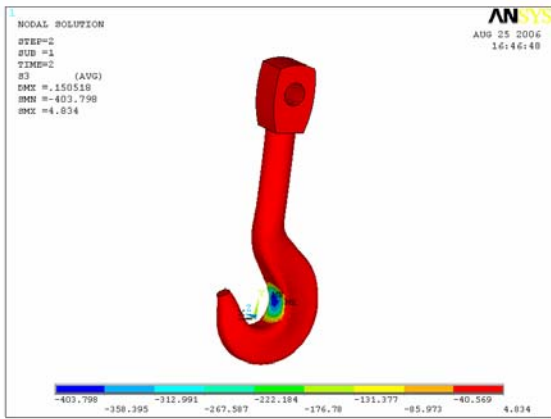 1
NODAL SOLUTION
STEP=2
SUB =1
TIME=2
S3 (AVG)
DMX =.150518
SMN =-403.798
SMX =4.834
ANSYS
AUG 25 2006
16:46:48
-403.798 -312.991 -222.184 -131.377 -40.569
-358.395 -267.587 -176.78 -85.973 4.834